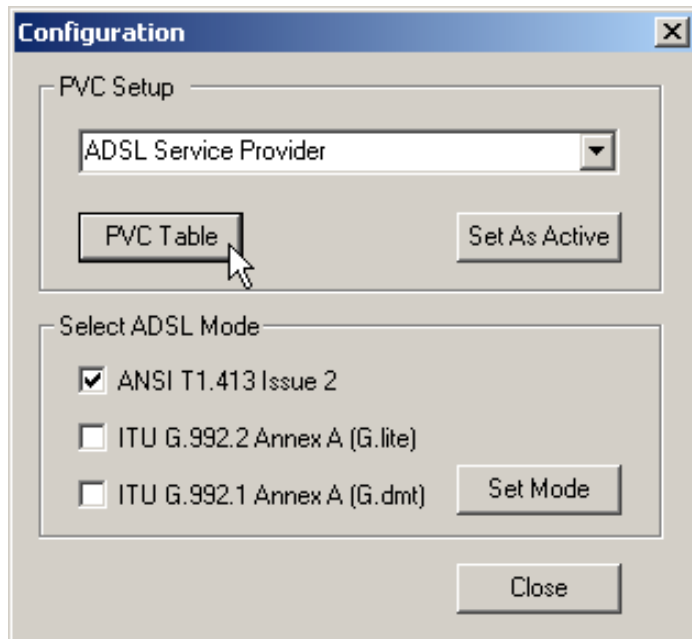 Configuration
PVC Setup
ADSL Service Provider
PVC Table
Set As Active
Select ADSL Mode
ANSI T1.413 Issue 2
ITU G.992.2 Annex A (G.lite)
ITU G.992.1 Annex A (G.dmt)
Set Mode
Close